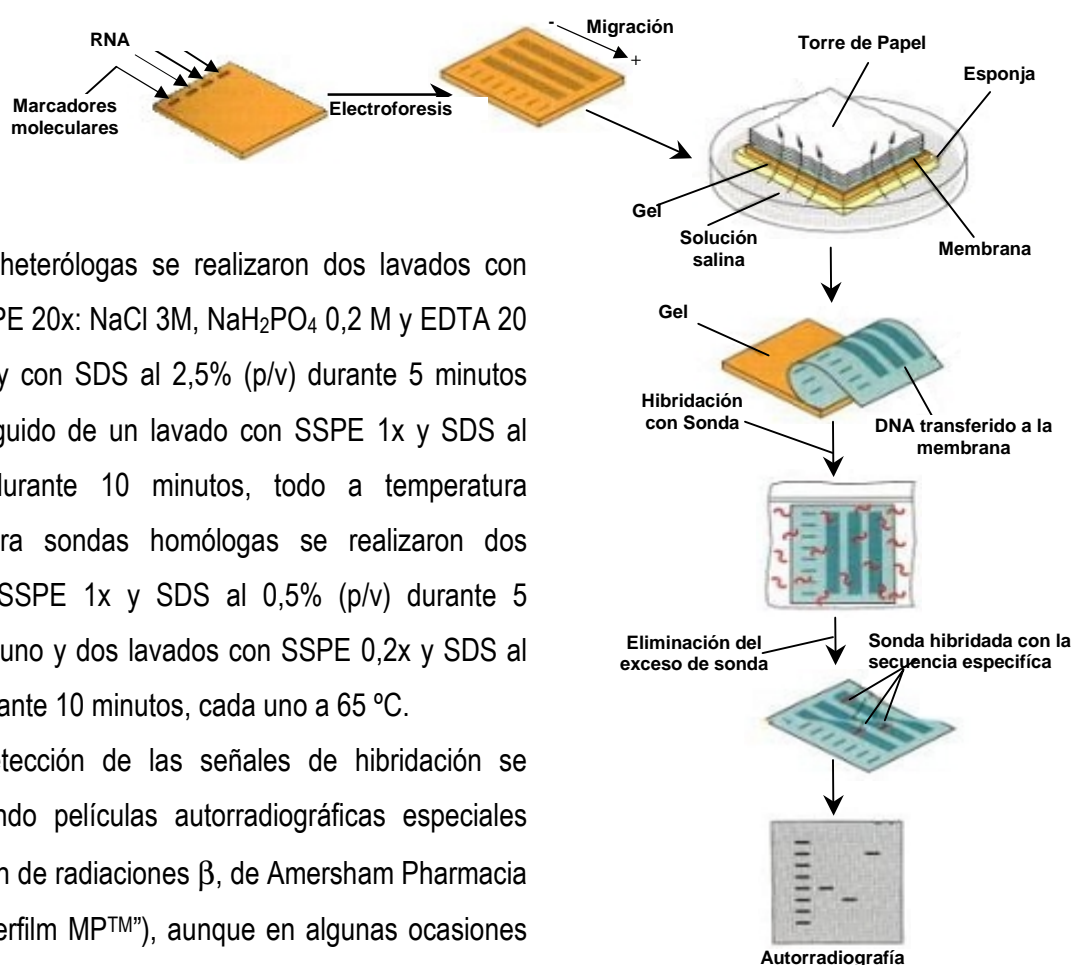 RNA
Marcadores
moleculares
Electroforesis
-
Migración
+
Torre de Papel
Esponja
Gel
Solución
salina
Membrana
heterólogas se realizaron dos lavados con
PE 20x: NaCl 3M, NaH₂PO₄ 0,2 M y EDTA 20
y con SDS al 2,5% (p/v) durante 5 minutos
guido de un lavado con SSPE 1x y SDS al
durante 10 minutos, todo a temperatura
ra sondas homólogas se realizaron dos
SSPE 1x y SDS al 0,5% (p/v) durante 5
uno y dos lavados con SSPE 0,2x y SDS al
ante 10 minutos, cada uno a 65 ºC.
tección de las señales de hibridación se
ndo películas autorradiográficas especiales
n de radiaciones β, de Amersham Pharmacia
erfilm MP™”), aunque en algunas ocasiones
Gel
Hibridación
con Sonda
DNA transferido a la
membrana
Eliminación del
exceso de sonda
Sonda hibridada con la
secuencia especifíca
Autorradiografía